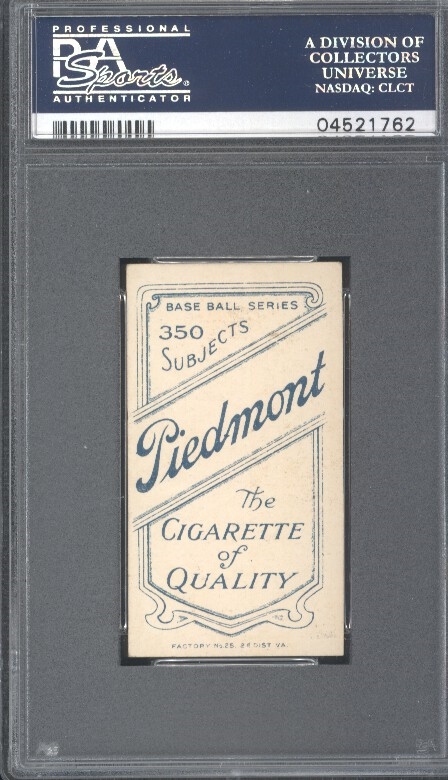 PROFESSIONAL
PSA
Sports
AUTHENTICATOR
A DIVISION OF
COLLECTORS
UNIVERSE
NASDAQ: CLCT
04521762
BASE BALL SERIES
350
SUBJECTS
Piedmont
The
CIGARETTE
of
QUALITY
FACTORY No. 25, 2d DIST. VA.